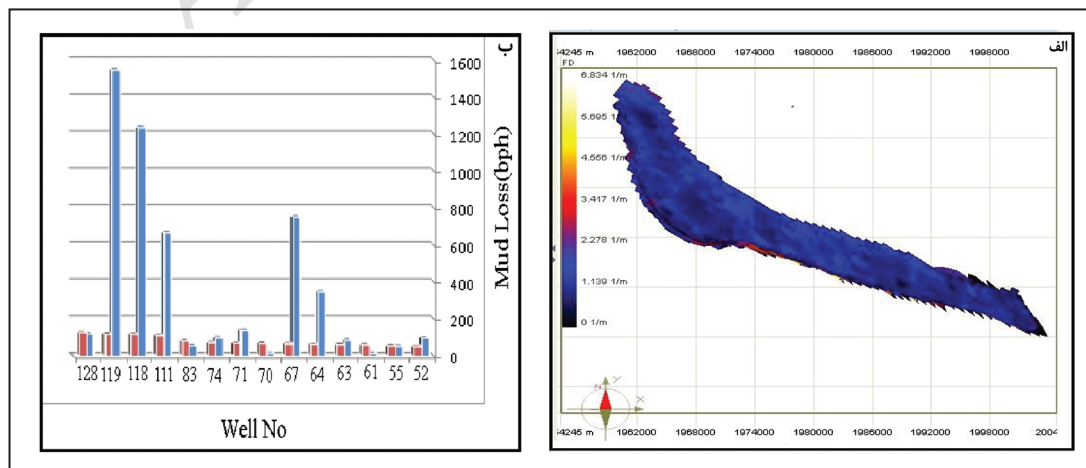 ب.
1600
1400
1200
1000
800
600
400
200
0
Mud Loss(bph)
128 119 118 111 83 74 71 70 67 64 63 61 55 52
Well No
الف
54245 m 1962000 1968000 1974000 1980000 1986000 1992000 1998000
FD
6.834 1/m
5.695 1/m
4.556 1/m
3.417 1/m
2.278 1/m
1.139 1/m
0 1/m
Z Y
X
54245 m 1962000 1968000 1974000 1980000 1986000 1992000 1998000 2004